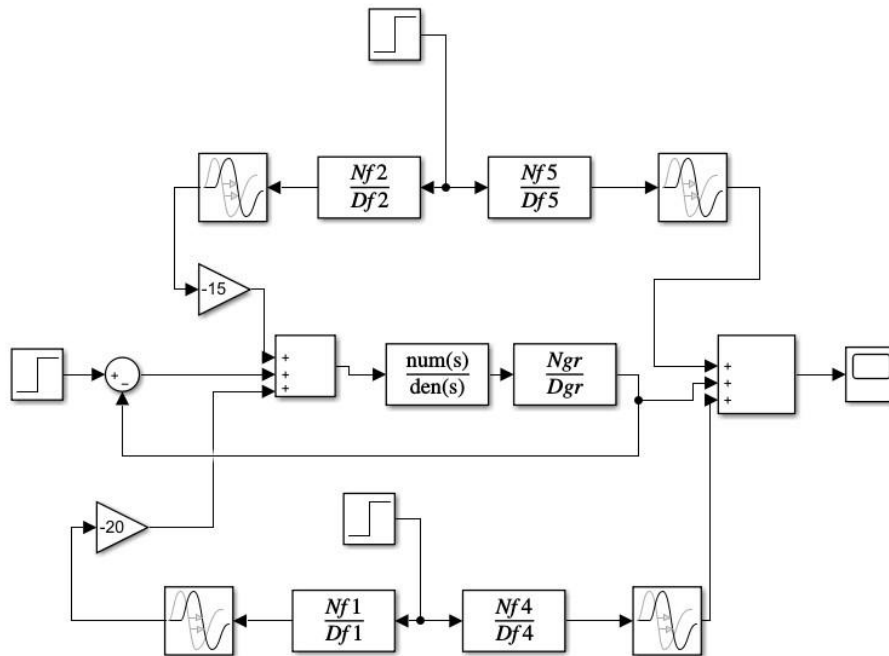 Nf2
Df2
Nf5
Df5
-15
+
+
+
+
-
num(s)
den(s)
Ngr
Dgr
+
+
+
-20
Nf1
Df1
Nf4
Df4